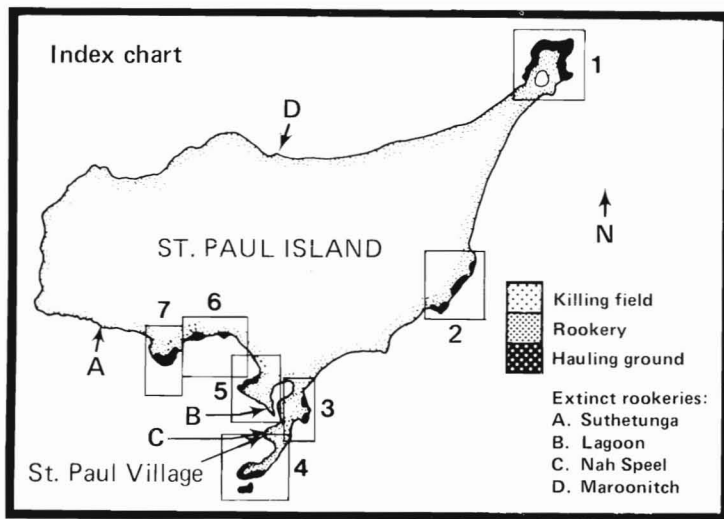 Index chart
1
D
N
ST. PAUL ISLAND
Killing field
Rookery
Hauling ground
2
7
6
A
5
B
3
C
St. Paul Village
4
Extinct rookeries:
A. Suthetunga
B. Lagoon
C. Nah Speel
D. Maroonitch